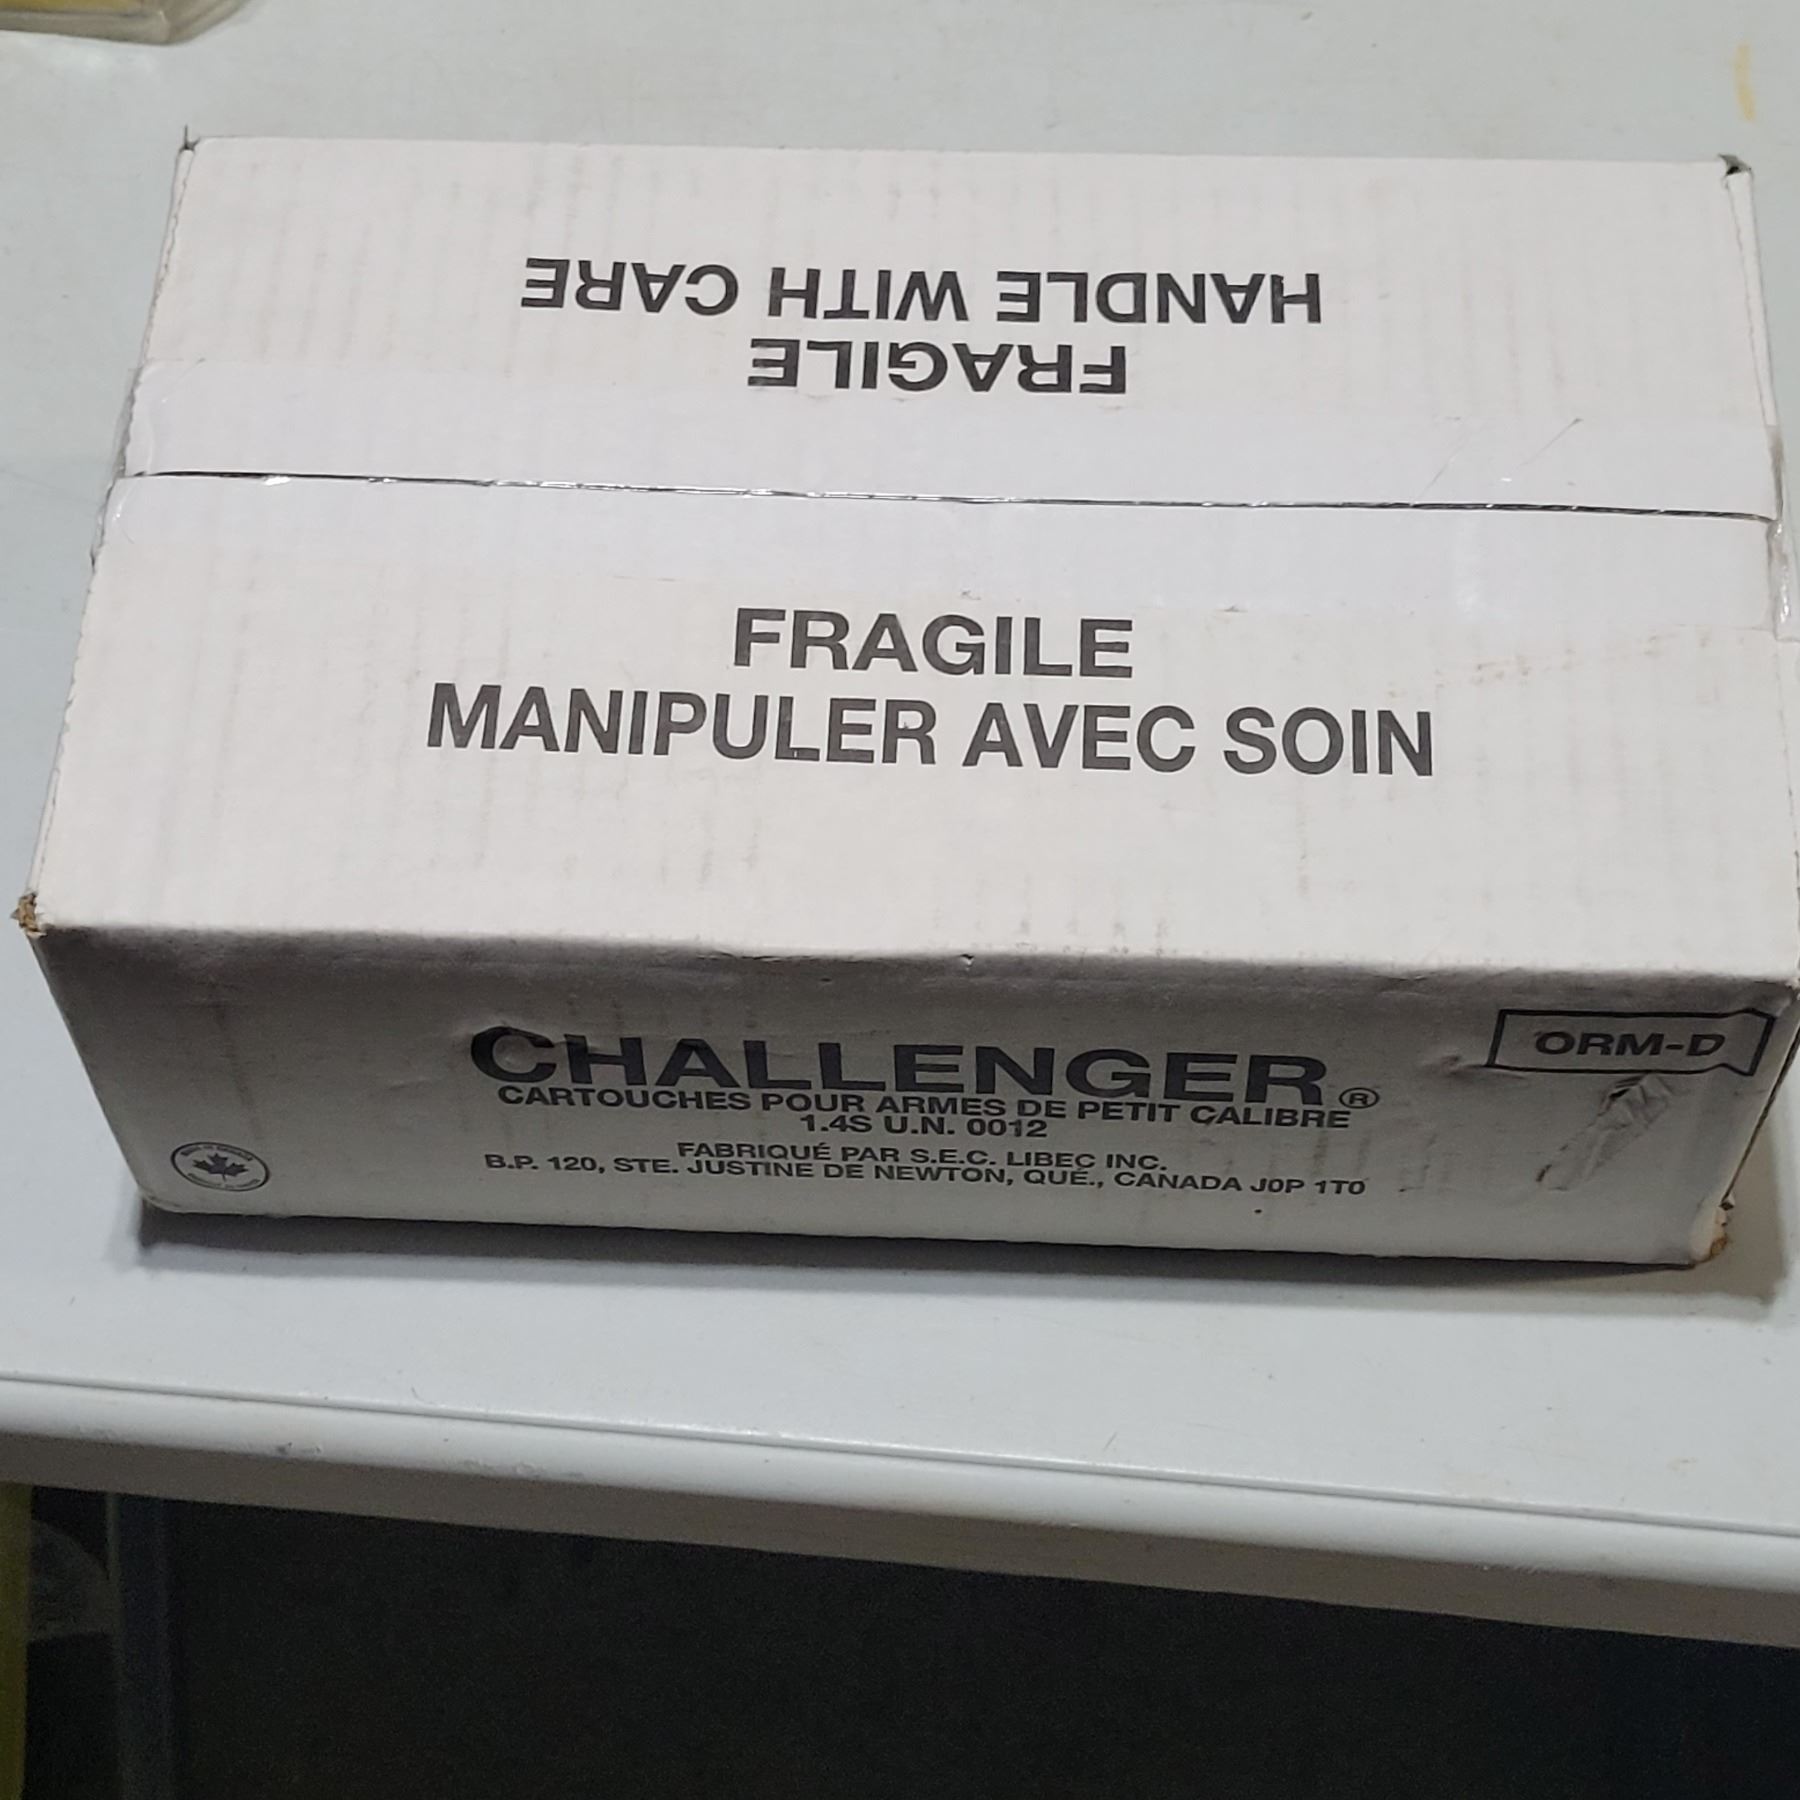 HANDLE WITH CARE
FRAGILE
FRAGILE
MANIPULER AVEC SOIN
CHALLENGER®
ORM-D
CARTOUCHES POUR ARMES DE PETIT CALIBRE
1.4S U.N. 0012
FABRIQUÉ PAR S.E.C. LIBEC INC.
B.P. 120, STE. JUSTINE DE NEWTON, QUÉ., CANADA J0P 1T0